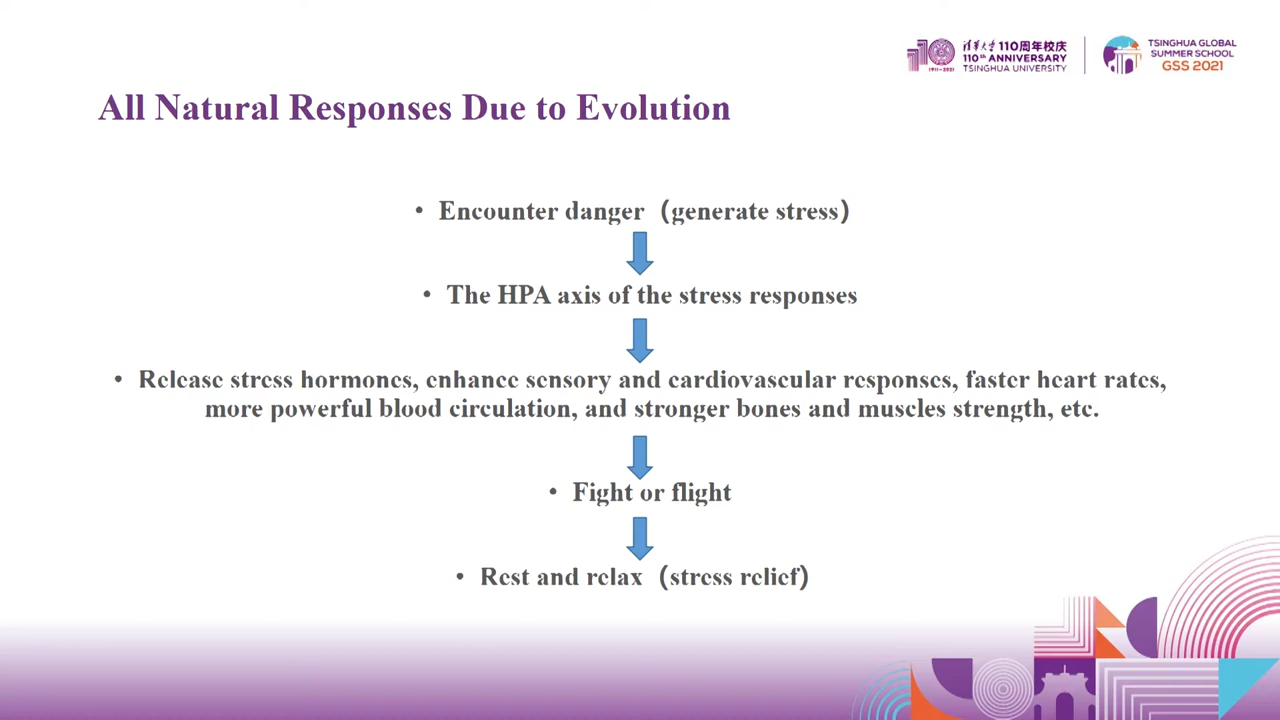 清华大学 110周年校庆
110th ANNIVERSARY
TSINGHUA UNIVERSITY
1911-2021
TSINGHUA GLOBAL
SUMMER SCHOOL
GSS 2021
All Natural Responses Due to Evolution
• Encounter danger（generate stress）
• The HPA axis of the stress responses
• Release stress hormones, enhance sensory and cardiovascular responses, faster heart rates,
more powerful blood circulation, and stronger bones and muscles strength, etc.
• Fight or flight
• Rest and relax（stress relief）